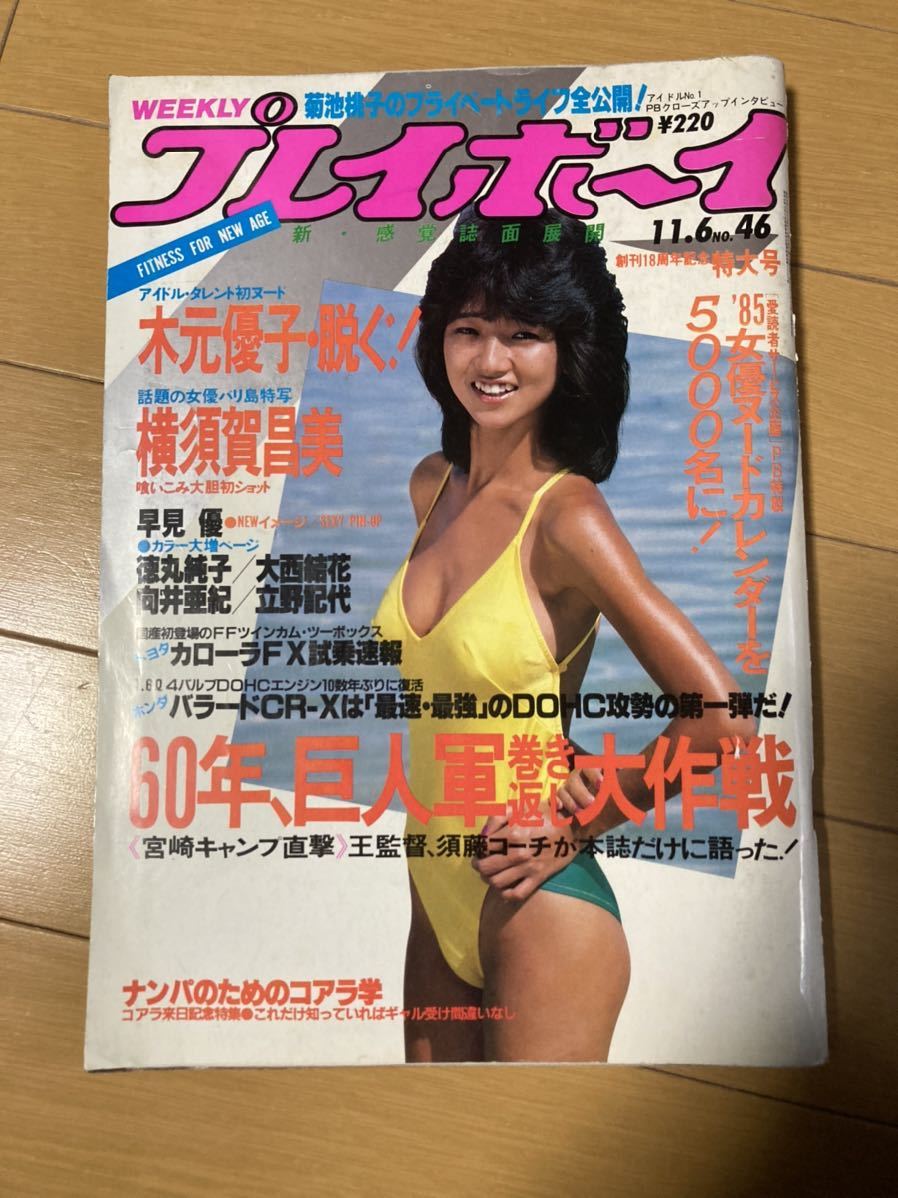 WEEKLY
菊池桃子のプライベートライフ全公開!
アイドルNo.1
PBクローズアップインタビュー
¥220
プレイボーイ
新・感覚誌面展開
11.6 NO.46
FITNESS FOR NEW AGE
創刊18周年記念特大号
アイドル・タレント初ヌード
木元優子・脱ぐ!
話題の女優バリ島特写
横須賀昌美
喰いこみ大胆初ショット
'85女優ヌードカレンダーを
5000名に!
早見 優●NEWイメージ/SEXY PIN-UP
●カラー大増ページ
徳丸純子/大西結花
向井亜紀/立野記代
国産初登場のFFツインカム・ツーボックス
トヨタ カローラFX試乗速報
4バルブDOHCエンジン10数年ぶりに復活
ホンダ バラードCR-Xは「最速・最強」のDOHC攻勢の第一弾だ!
60年、巨人軍巻き返し大作戦
《宮崎キャンプ直撃》王監督、須藤コーチが本誌だけに語った!
ナンパのためのコアラ学
コアラ来日記念特集●これだけ知っていればギャル受け間違いなし